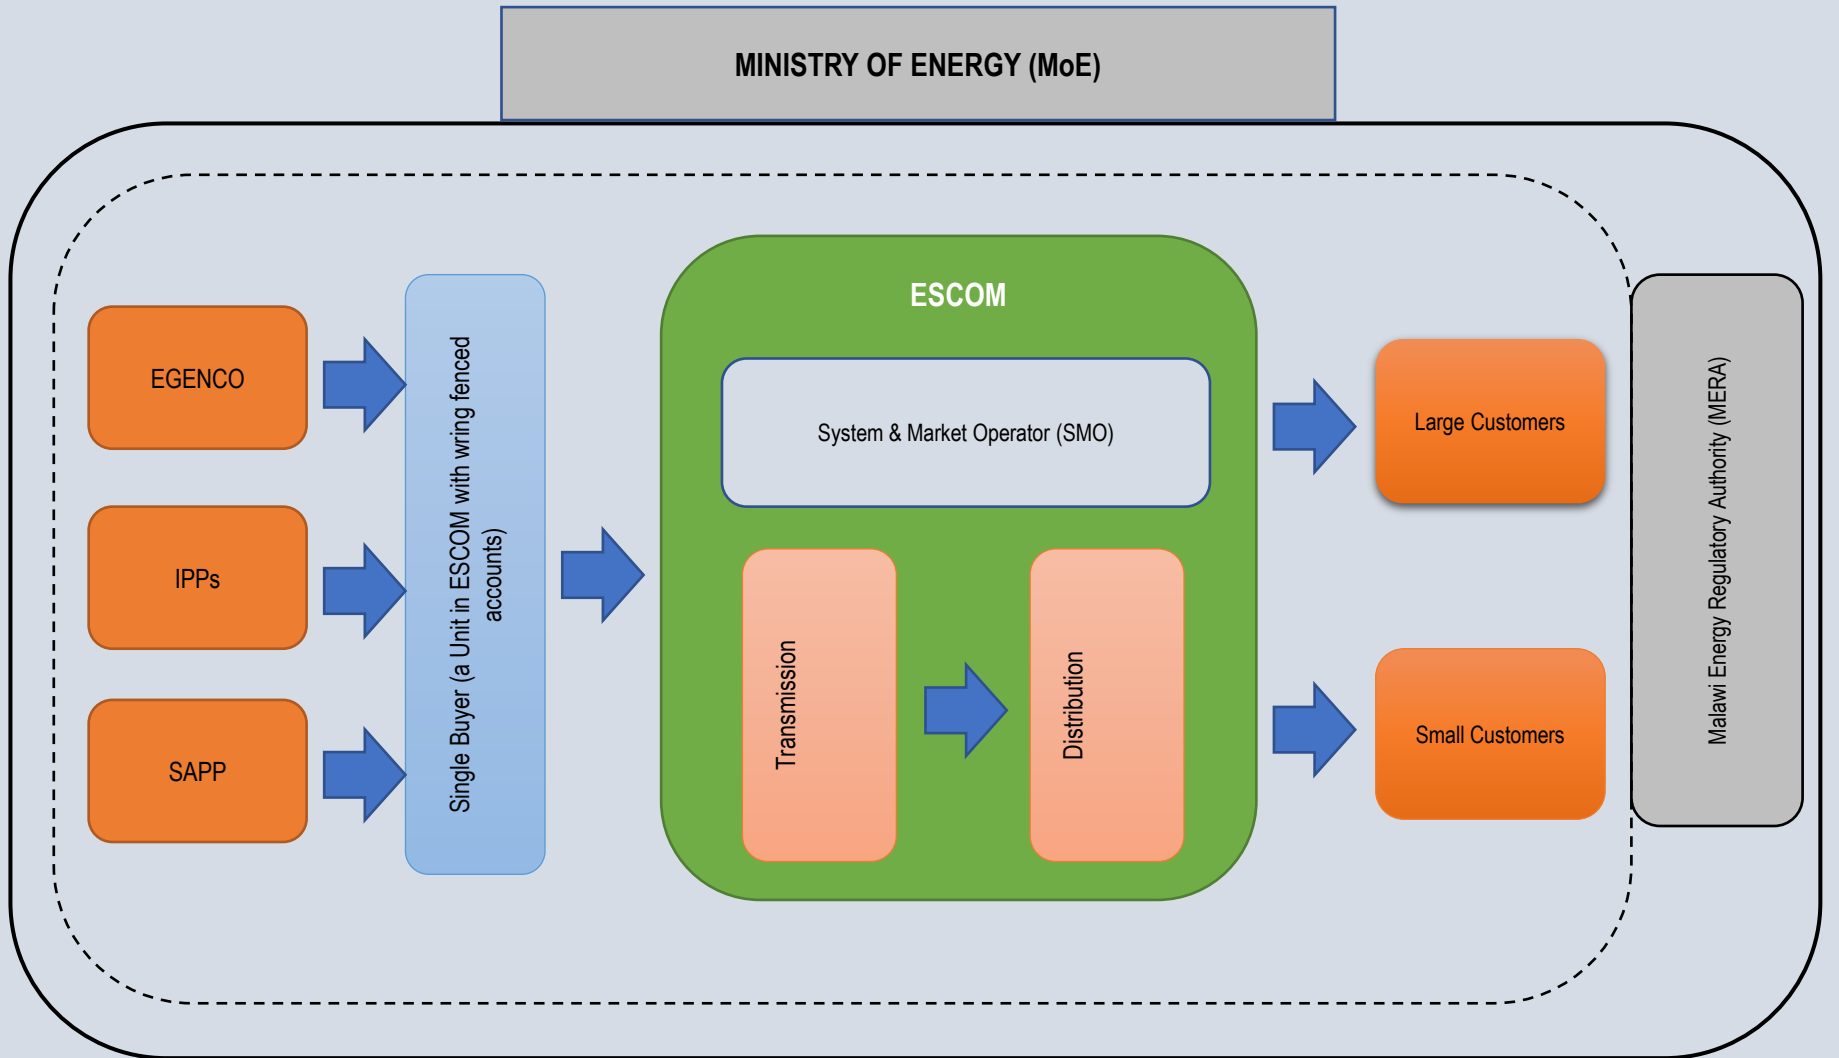 MINISTRY OF ENERGY (MoE)
EGENCO
IPPs
SAPP
Single Buyer (a Unit in ESCOM with wring fenced
accounts)
ESCOM
System & Market Operator (SMO)
Transmission
Distribution
Large Customers
Small Customers
Malawi Energy Regulatory Authority (MERA)